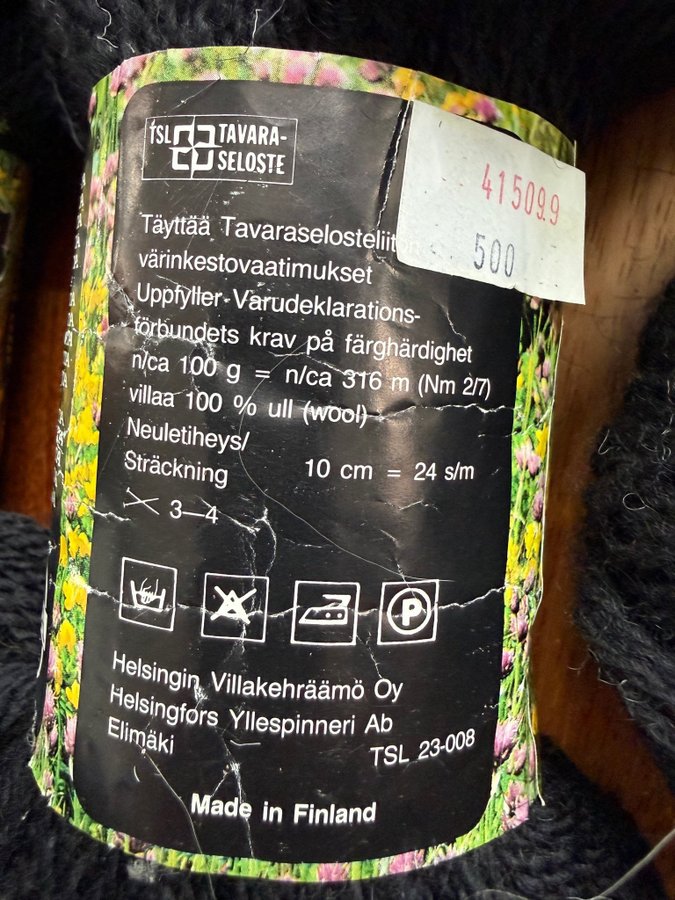 TSL TAVARA-
SELOSTE
415099
500
Täyttää Tavaraselosteliiton
värinkestovaatimukset
Uppfyller Varudeklarations-
förbundets krav på färghärdighet
n/ca 100 g = n/ca 316 m (Nm 2/7)
villaa 100 % ull (wool)
Neuletiheys/
Sträckning 10 cm = 24 s/m
3—4
P
Helsingin Villakehräämö Oy
Helsingfors Yllespinneri Ab
Elimäki TSL 23-008
Made in Finland